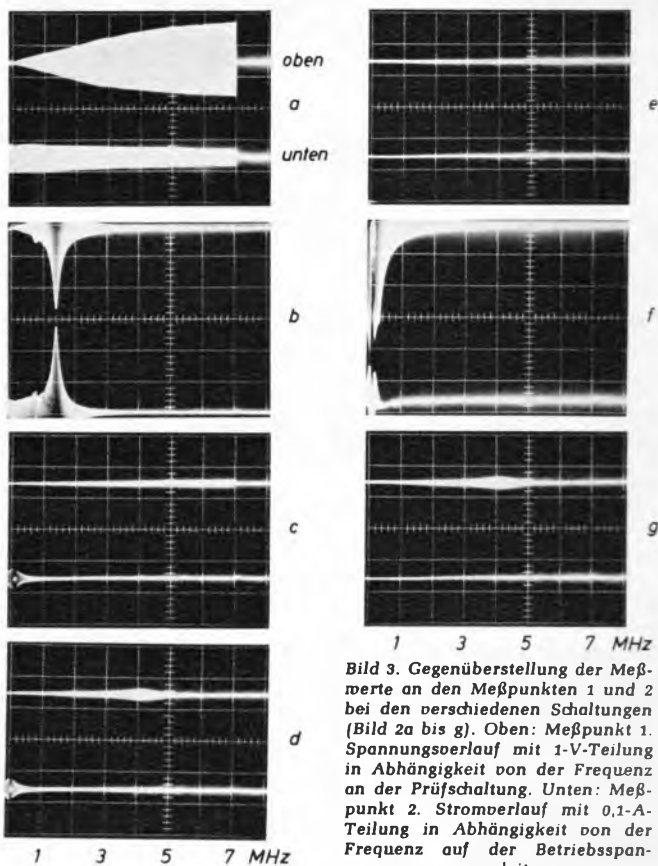 oben
a
unten
b
c
d
1 3 5 7 MHz
e
f
g
1 3 5 7 MHz
Bild 3. Gegenüberstellung der Meß-
werte an den Meßpunkten 1 und 2
bei den verschiedenen Schaltungen
(Bild 2a bis g). Oben: Meßpunkt 1.
Spannungsverlauf mit 1-V-Teilung
in Abhängigkeit von der Frequenz
an der Prüfschaltung. Unten: Meß-
punkt 2. Stromverlauf mit 0,1-A-
Teilung in Abhängigkeit von der
Frequenz auf der Betriebsspan-